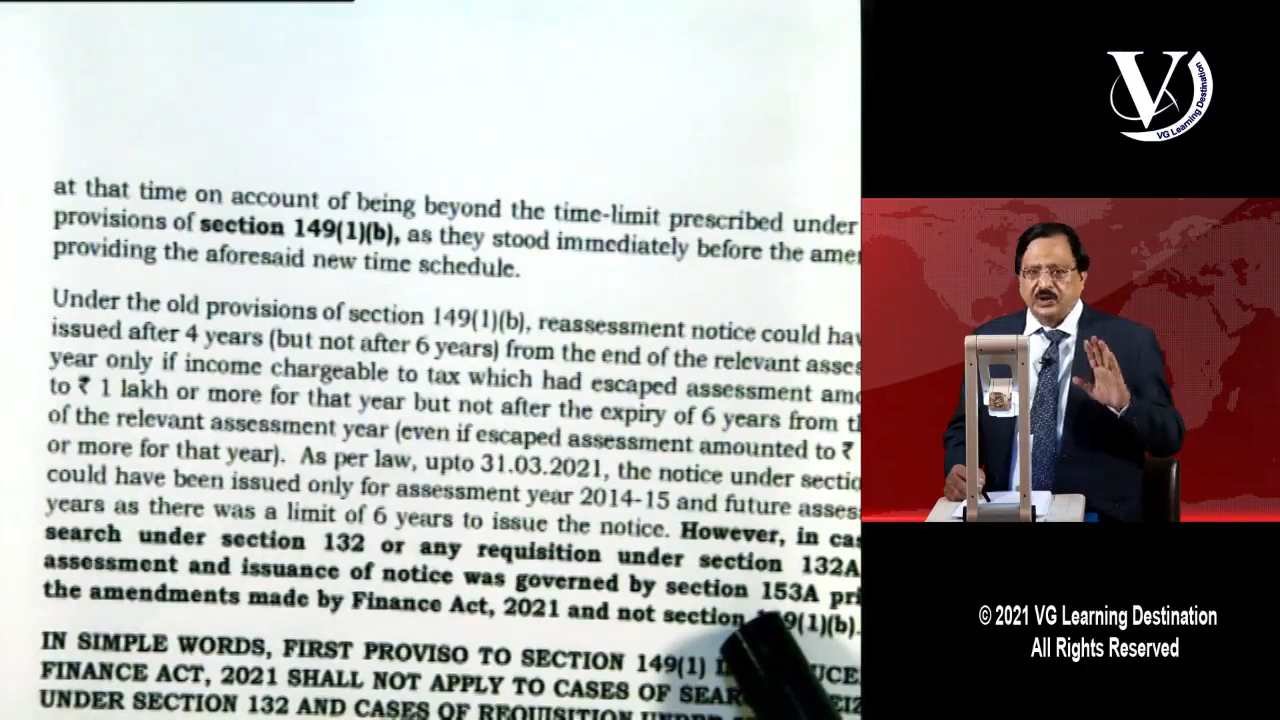 at that time on account of being beyond the time-limit prescribed under
provisions of section 149(1)(b), as they stood immediately before the
providing the aforesaid new time schedule.
Under the old provisions of section 149(1)(b), reassessment notice could
issued after 4 years (but not after 6 years) from the end of the relevant
year only if income chargeable to tax which had escaped assessment
to ₹ 1 lakh or more for that year but not after the expiry of 6 years from
of the relevant assessment year (even if escaped assessment amounted to ₹
or more for that year). As per law, upto 31.03.2021, the notice under
could have been issued only for assessment year 2014-15 and future
years as there was a limit of 6 years to issue the notice. However, in
search under section 132 or any requisition under section 132A
assessment and issuance of notice was governed by section 153A
the amendments made by Finance Act, 2021 and not section
IN SIMPLE WORDS, FIRST PROVISO TO SECTION 149(1)
FINANCE ACT, 2021 SHALL NOT APPLY TO CASES OF
UNDER SECTION 132 AND CASES OF REQUISITION
V
VG Learning Destination
© 2021 VG Learning Destination
All Rights Reserved